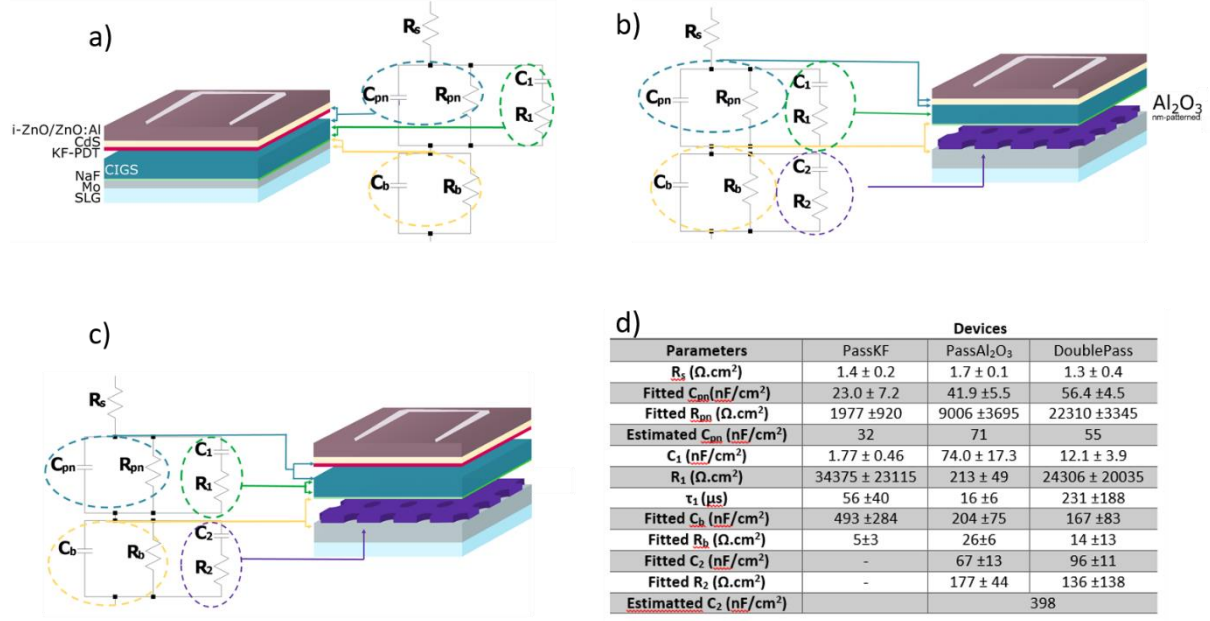 a)
Rs
Cpn
Rpn
C1
R1
Cb
Rb
i-ZnO/ZnO:Al
CdS
KF-PDT
CIGS
NaF
Mo
SLG
b)
Rs
Cpn
Rpn
C1
R1
Cb
Rb
C2
R2
Al2O3
nm-patterned
c)
Rs
Cpn
Rpn
C1
R1
Cb
Rb
C2
R2
d)
Devices
Parameters PassKF PassAl2O3 DoublePass
Rs (Ω.cm²) 1.4 ± 0.2 1.7 ± 0.1 1.3 ± 0.4
Fitted Cpn(nF/cm²) 23.0 ± 7.2 41.9 ±5.5 56.4 ±4.5
Fitted Rpn (Ω.cm²) 1977 ±920 9006 ±3695 22310 ±3345
Estimated Cpn (nF/cm²) 32 71 55
C1 (nF/cm²) 1.77 ± 0.46 74.0 ± 17.3 12.1 ± 3.9
R1 (Ω.cm²) 34375 ± 23115 213 ± 49 24306 ± 20035
τ1 (µs) 56 ±40 16 ±6 231 ±188
Fitted Cb (nF/cm²) 493 ±284 204 ±75 167 ±83
Fitted Rb (Ω.cm²) 5±3 26±6 14 ±13
Fitted C2 (nF/cm²) - 67 ±13 96 ±11
Fitted R2 (Ω.cm²) - 177 ± 44 136 ±138
Estimatted C2 (nF/cm²) 398